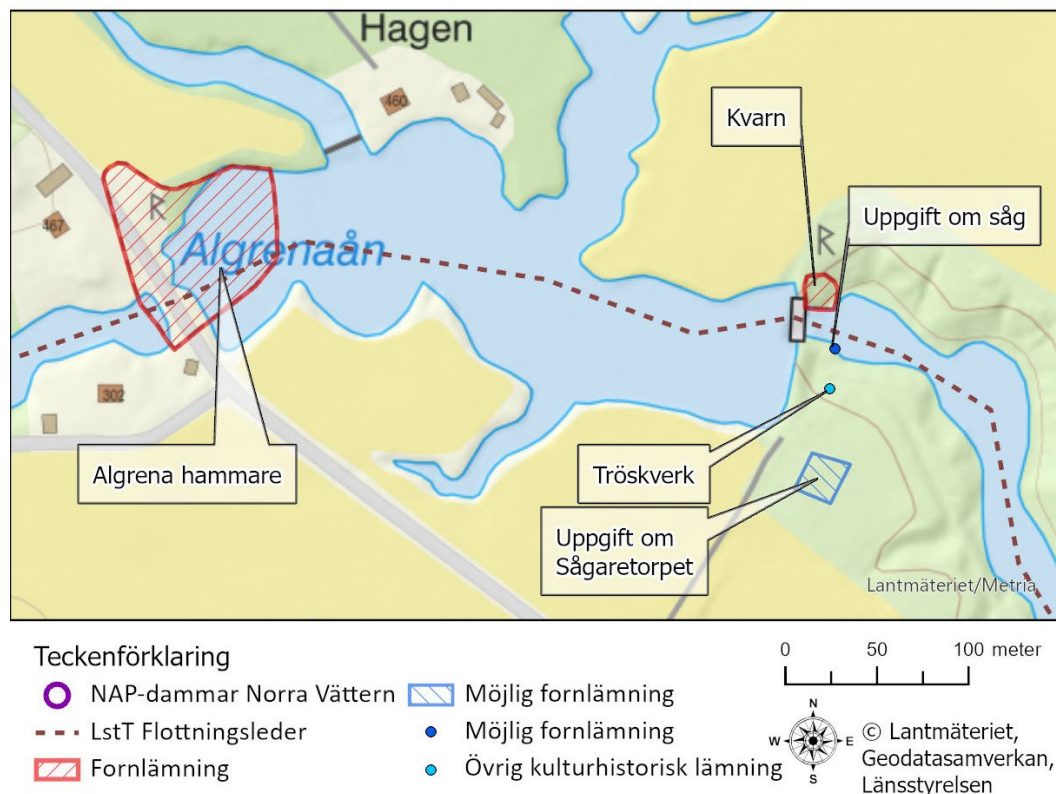 Hagen
460
Kvarn
Uppgift om såg
R
467
R
Algrenaån
302
Algrena hammare
Tröskverk
Uppgift om
Sågaretorpet
Lantmäteriet/Metria
Teckenförklaring
NAP-dammar Norra Vättern
LstT Flottningsleder
Fornlämning
Möjlig fornlämning
Möjlig fornlämning
Övrig kulturhistorisk lämning
0 50 100 meter
N
W E
S
© Lantmäteriet,
Geodatasamverkan,
Länsstyrelsen